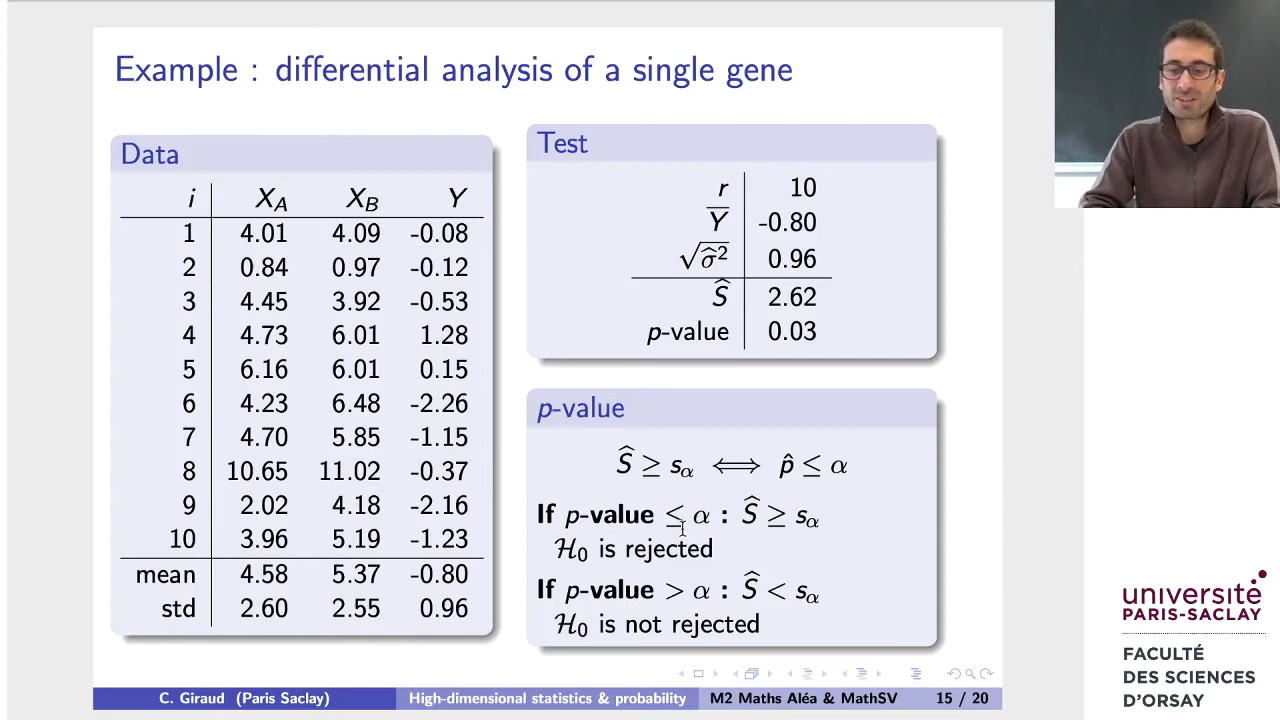 Example : differential analysis of a single gene
Data
i X_A X_B Y
1 4.01 4.09 -0.08
2 0.84 0.97 -0.12
3 4.45 3.92 -0.53
4 4.73 6.01 1.28
5 6.16 6.01 0.15
6 4.23 6.48 -2.26
7 4.70 5.85 -1.15
8 10.65 11.02 -0.37
9 2.02 4.18 -2.16
10 3.96 5.19 -1.23
mean 4.58 5.37 -0.80
std 2.60 2.55 0.96
Test
r 10
Y̅ -0.80
√σ̂² 0.96
Ŝ 2.62
p-value 0.03
p-value
Ŝ ≥ s_α ⟺ p̂ ≤ α
If p-value ≤ α : Ŝ ≥ s_α
ℋ₀ is rejected
If p-value > α : Ŝ < s_α
ℋ₀ is not rejected
C. Giraud (Paris Saclay) High-dimensional statistics & probability M2 Maths Aléa & MathSV 15 / 20
université
PARIS-SACLAY
FACULTÉ
DES SCIENCES
D'ORSAY